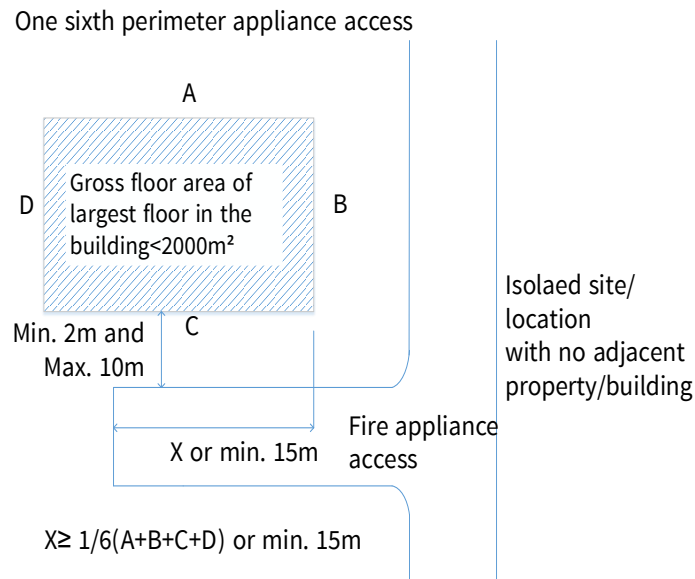 One sixth perimeter appliance access
A
Gross floor area of
largest floor in the
building<2000m²
D
B
Isolaed site/
location
with no adjacent
property/building
C
Min. 2m and
Max. 10m
X or min. 15m
Fire appliance
access
X≥ 1/6(A+B+C+D) or min. 15m